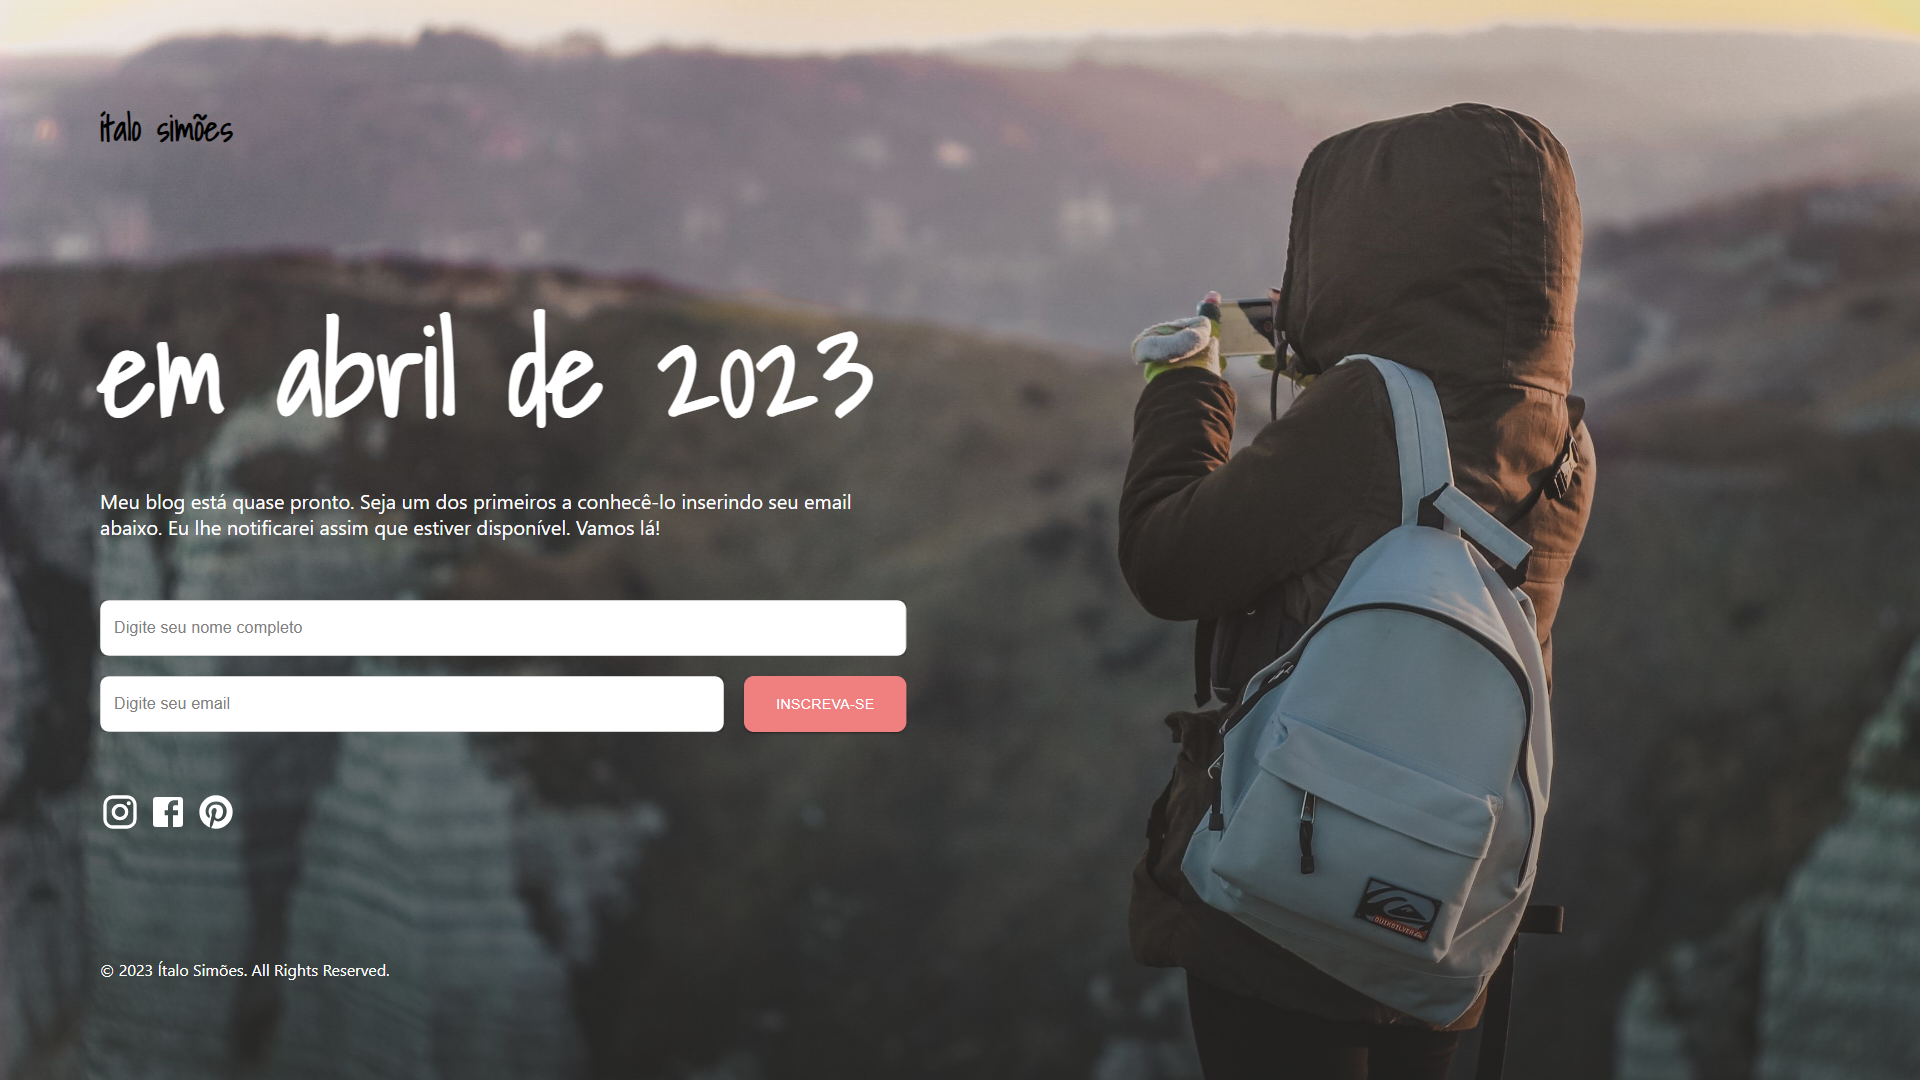 ítalo simões
em abril de 2023
Meu blog está quase pronto. Seja um dos primeiros a conhecê-lo inserindo seu email
abaixo. Eu lhe notificarei assim que estiver disponível. Vamos lá!
Digite seu nome completo
Digite seu email
INSCREVA-SE
© 2023 Ítalo Simões. All Rights Reserved.
QUIKSILVER